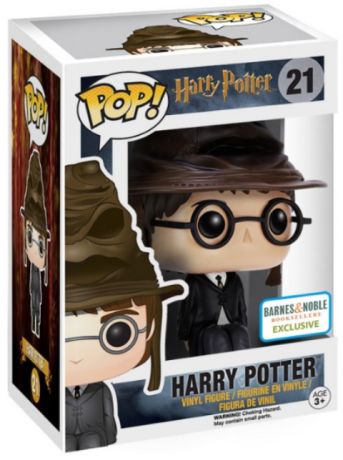 POP!
Harry Potter
21
POP!
BARNES & NOBLE
BOOKSELLERS
EXCLUSIVE
HARRY POTTER
VINYL FIGURE / FIGURINE EN VINYLE /
FIGURA DE VINIL
WARNING: Choking Hazard.
May contain small parts.
AGE
3+
21